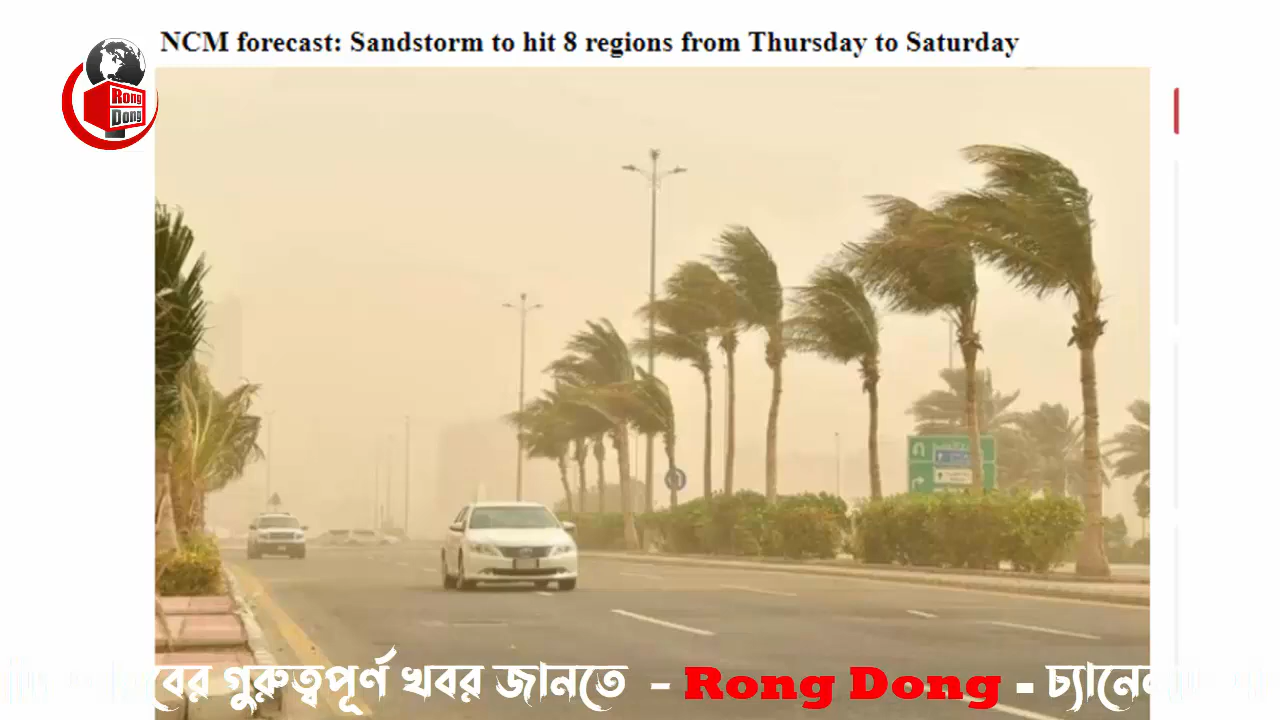 NCM forecast: Sandstorm to hit 8 regions from Thursday to Saturday
Rong
Dong
গুরুত্বপূর্ণ খবর জানতে - Rong Dong -